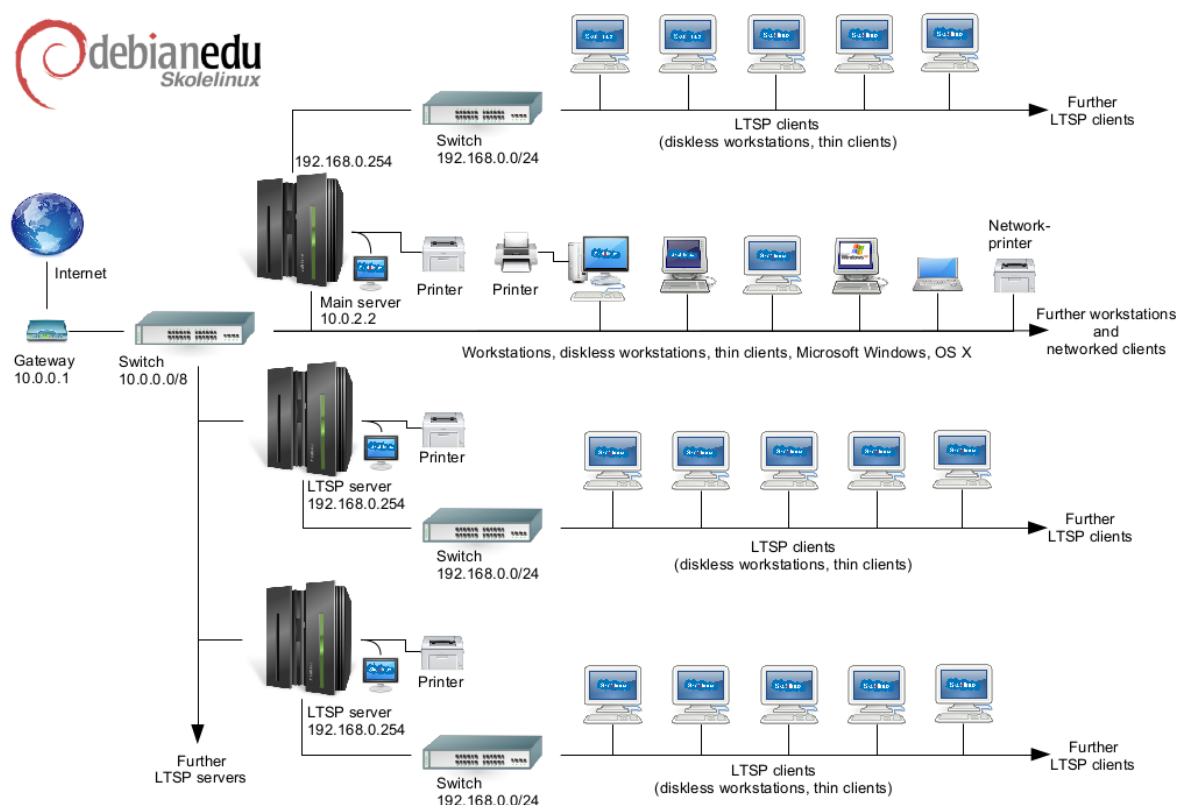 debianedu
Skolelinux
Switch
192.168.0.0/24
LTSP clients
(diskless workstations, thin clients)
Further
LTSP clients
192.168.0.254
Internet
Main server
10.0.2.2
Printer
Printer
Network-
printer
Gateway
10.0.0.1
Switch
10.0.0.0/8
Workstations, diskless workstations, thin clients, Microsoft Windows, OS X
Further workstations
and
networked clients
Printer
LTSP server
192.168.0.254
Switch
192.168.0.0/24
LTSP clients
(diskless workstations, thin clients)
Further
LTSP clients
Printer
LTSP server
192.168.0.254
Switch
192.168.0.0/24
LTSP clients
(diskless workstations, thin clients)
Further
LTSP clients
Further
LTSP servers